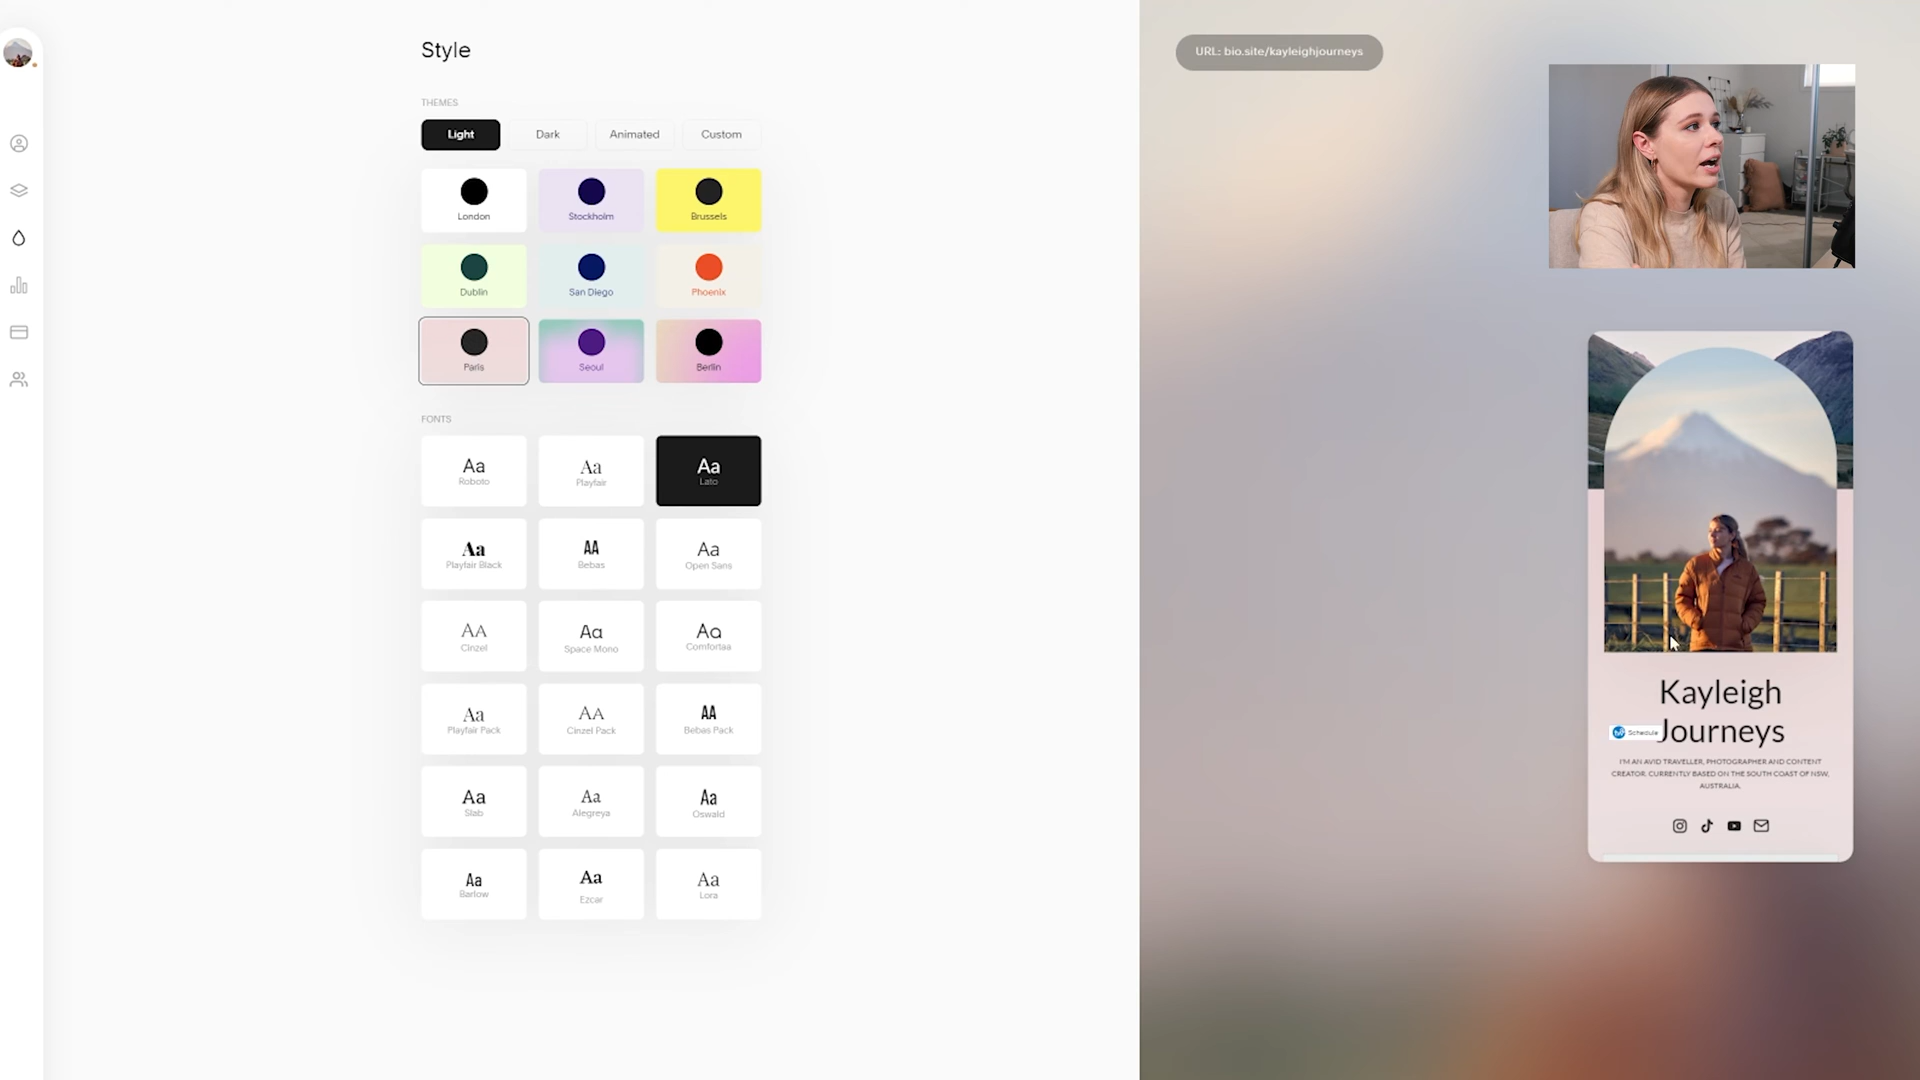 Style
URL: bio.site/kayleighjourneys
THEMES
Light
Dark
Animated
Custom
London
Stockholm
Brussels
Dublin
San Diego
Phoenix
Paris
Seoul
Berlin
FONTS
Aa
Roboto
Aa
Playfair
Aa
Lato
Aa
Playfair Black
AA
Bebas
Aa
Open Sans
AA
Cinzel
Aa
Space Mono
Aa
Comfortaa
Aa
Playfair Pack
AA
Cinzel Pack
AA
Bebas Pack
Aa
Slab
Aa
Alegreya
Aa
Oswald
Aa
Barlow
Aa
Ezcar
Aa
Lora
Kayleigh
Journeys
Schedule
I'M AN AVID TRAVELLER, PHOTOGRAPHER AND CONTENT
CREATOR. CURRENTLY BASED ON THE SOUTH COAST OF NSW,
AUSTRALIA.